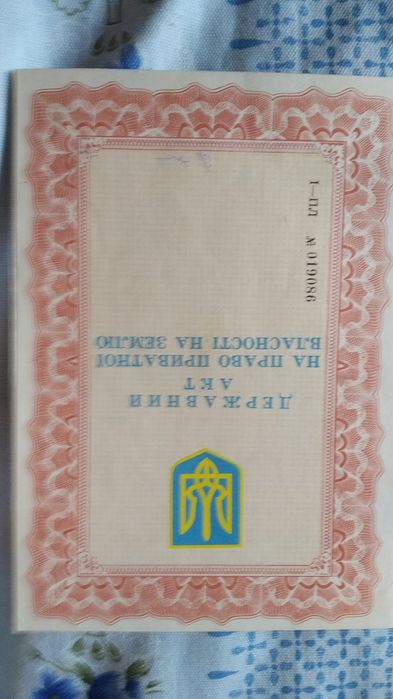 ДЕРЖАВНИЙ
АКТ
НА ПРАВО ПРИВАТНОЇ
ВЛАСНОСТІ НА ЗЕМЛЮ
І—ПЛ № 019086